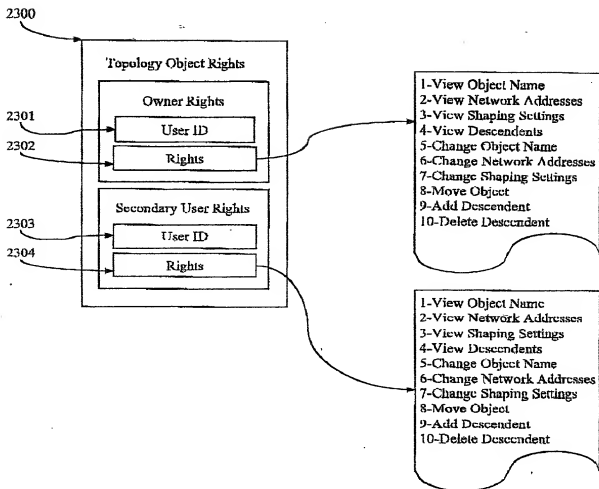 2300
Topology Object Rights
Owner Rights
2301
User ID
2302
Rights
Secondary User Rights
2303
User ID
2304
Rights
1-View Object Name
2-View Network Addresses
3-View Shaping Settings
4-View Descendents
5-Change Object Name
6-Change Network Addresses
7-Change Shaping Settings
8-Move Object
9-Add Descendent
10-Delete Descendent
1-View Object Name
2-View Network Addresses
3-View Shaping Settings
4-View Descendents
5-Change Object Name
6-Change Network Addresses
7-Change Shaping Settings
8-Move Object
9-Add Descendent
10-Delete Descendent